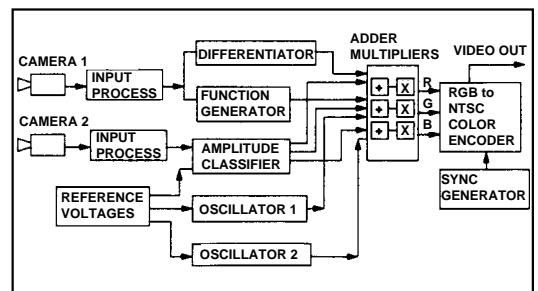 CAMERA 1
INPUT
PROCESS
DIFFERENTIATOR
FUNCTION
GENERATOR
CAMERA 2
INPUT
PROCESS
AMPLITUDE
CLASSIFIER
REFERENCE
VOLTAGES
OSCILLATOR 1
OSCILLATOR 2
ADDER
MULTIPLIERS
+ X
+ X
+ X
R
G
B
VIDEO OUT
RGB to
NTSC
COLOR
ENCODER
SYNC
GENERATOR